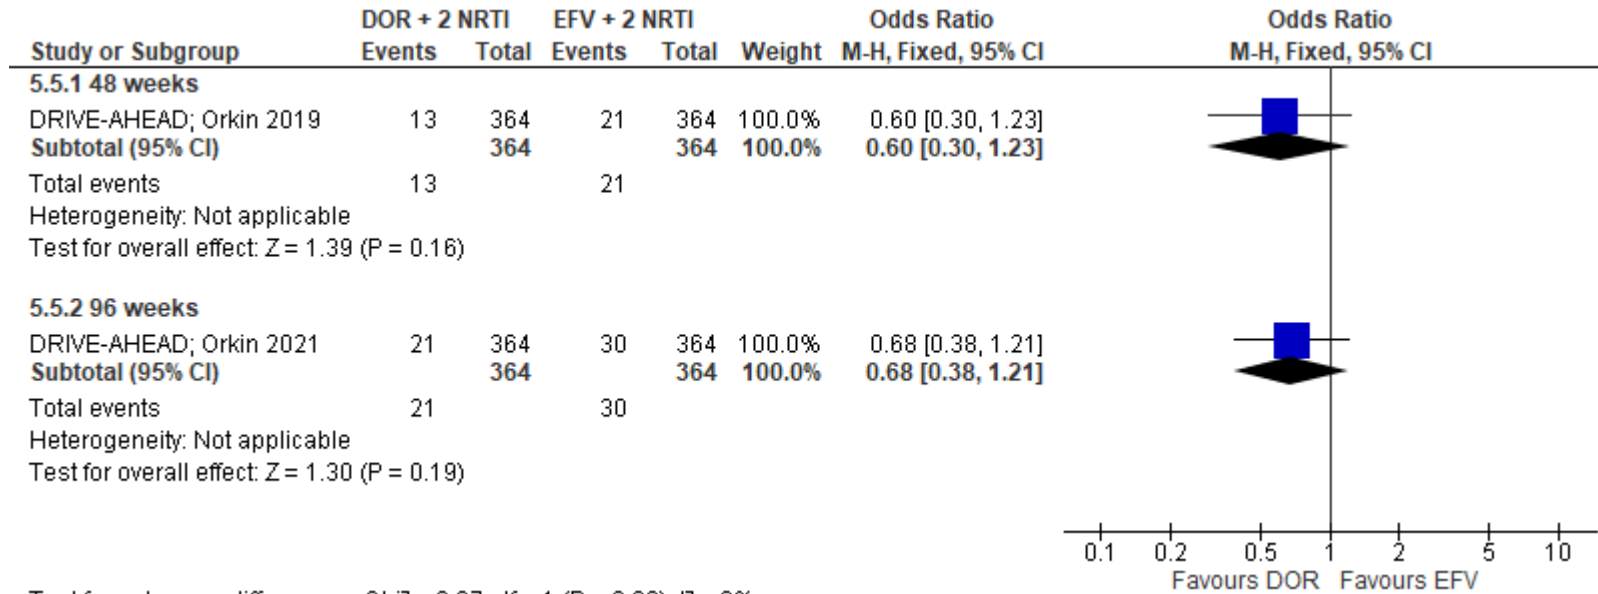 DOR + 2 NRTI EFV + 2 NRTI Odds Ratio Odds Ratio
Study or Subgroup Events Total Events Total Weight M-H, Fixed, 95% CI M-H, Fixed, 95% CI
5.5.1 48 weeks
DRIVE-AHEAD; Orkin 2019 13 364 21 364 100.0% 0.60 [0.30, 1.23]
Subtotal (95% CI) 364 364 100.0% 0.60 [0.30, 1.23]
Total events 13 21
Heterogeneity: Not applicable
Test for overall effect: Z = 1.39 (P = 0.16)
5.5.2 96 weeks
DRIVE-AHEAD; Orkin 2021 21 364 30 364 100.0% 0.68 [0.38, 1.21]
Subtotal (95% CI) 364 364 100.0% 0.68 [0.38, 1.21]
Total events 21 30
Heterogeneity: Not applicable
Test for overall effect: Z = 1.30 (P = 0.19)
0.1 0.2 0.5 1 2 5 10
Favours DOR Favours EFV